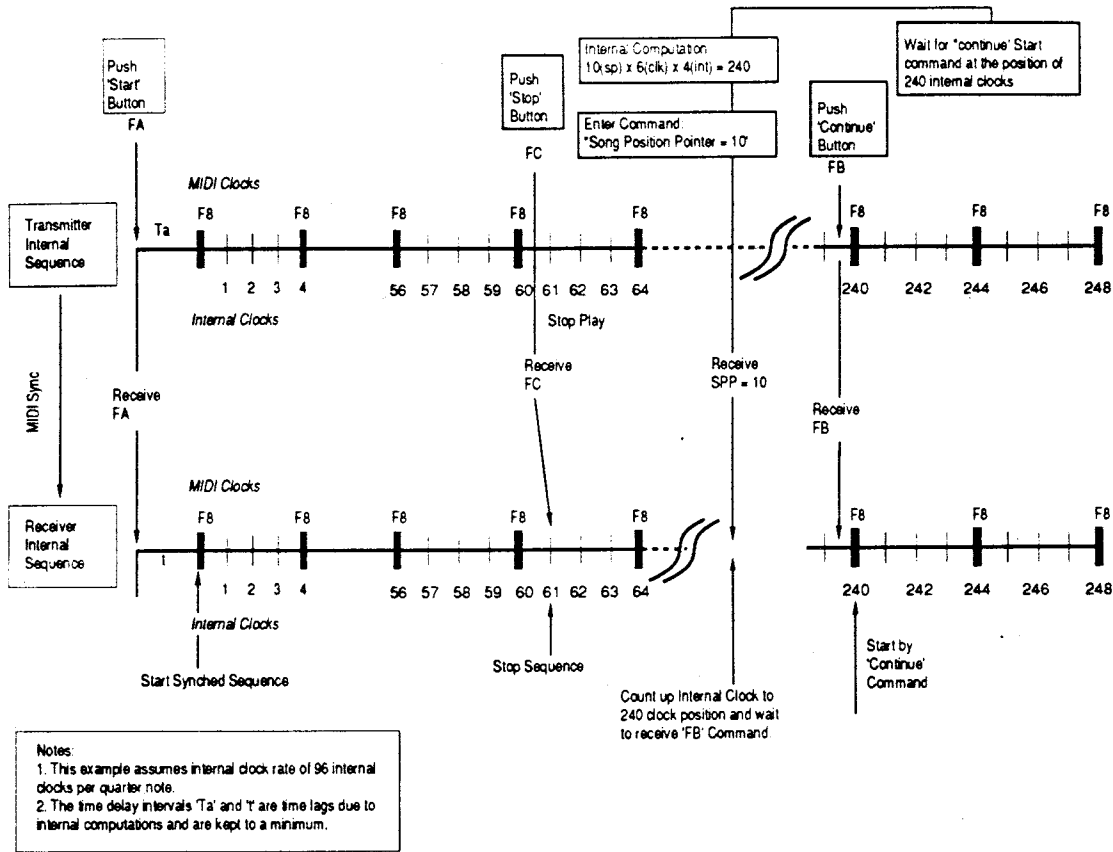 Push
'Start'
Button
FA
Push
'Stop'
Button
FC
Internal Computation
10(sp) x 6(clk) x 4(int) = 240
Enter Command:
"Song Position Pointer = 10"
Push
'Continue'
Button
FB
Wait for "continue' Start
command at the position of
240 internal clocks
Transmitter
Internal
Sequence
Ta
MIDI Clocks
F8 F8 F8 F8 F8 F8 F8 F8
1 2 3 4 56 57 58 59 60 61 62 63 64 240 242 244 246 248
Internal Clocks
Stop Play
MIDI Sync
Receive
FA
Receive
FC
Receive
SPP = 10
Receive
FB
Receiver
Internal
Sequence
MIDI Clocks
F8 F8 F8 F8 F8 F8 F8 F8
1 2 3 4 56 57 58 59 60 61 62 63 64 240 242 244 246 248
Internal Clocks
Start Synched Sequence
Stop Sequence
Count up Internal Clock to
240 clock position and wait
to receive 'FB' Command.
Start by
'Continue'
Command
Notes:
1. This example assumes internal clock rate of 96 internal
clocks per quarter note.
2. The time delay intervals 'Ta' and 't' are time lags due to
internal computations and are kept to a minimum.